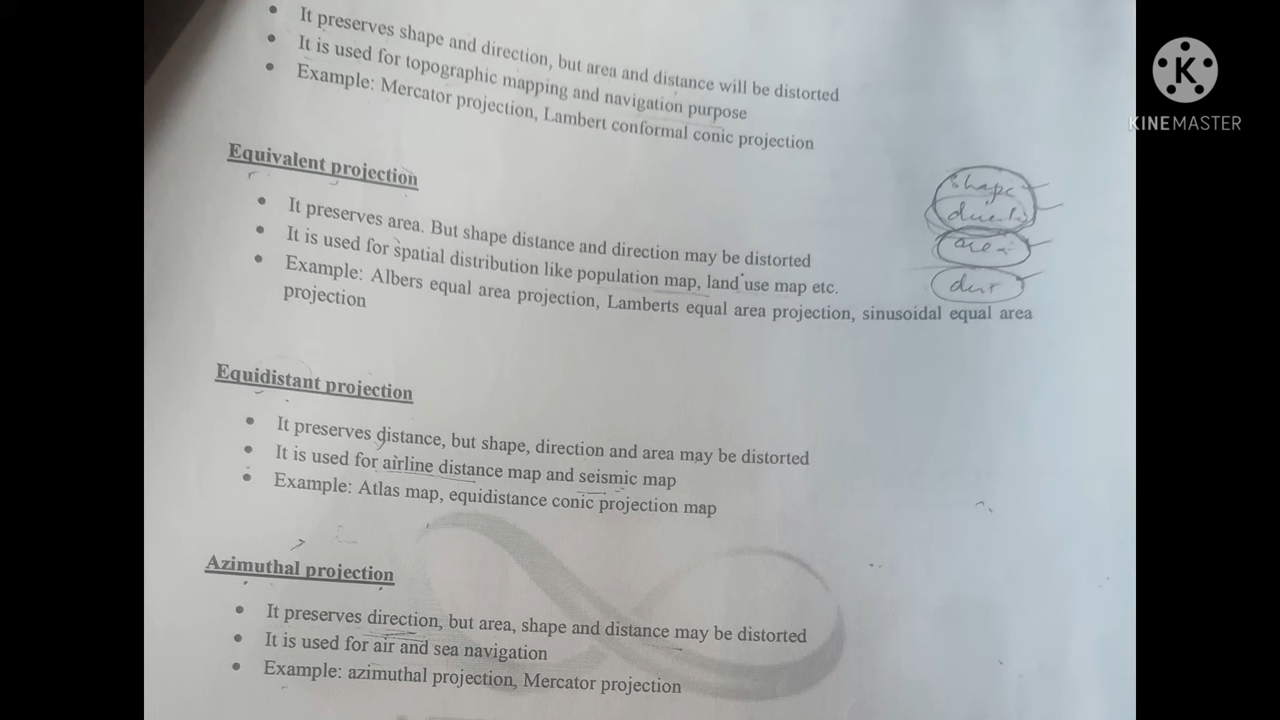 It preserves shape and direction, but area and distance will be distorted
It is used for topographic mapping and navigation purpose
Example: Mercator projection, Lambert conformal conic projection
K
KINEMASTER
Equivalent projection
It preserves area. But shape distance and direction may be distorted
It is used for spatial distribution like population map, land use map etc.
Example: Albers equal area projection, Lamberts equal area projection, sinusoidal equal area
projection
shape
area
Equidistant projection
It preserves distance, but shape, direction and area may be distorted
It is used for airline distance map and seismic map
Example: Atlas map, equidistance conic projection map
Azimuthal projection
It preserves direction, but area, shape and distance may be distorted
It is used for air and sea navigation
Example: azimuthal projection, Mercator projection